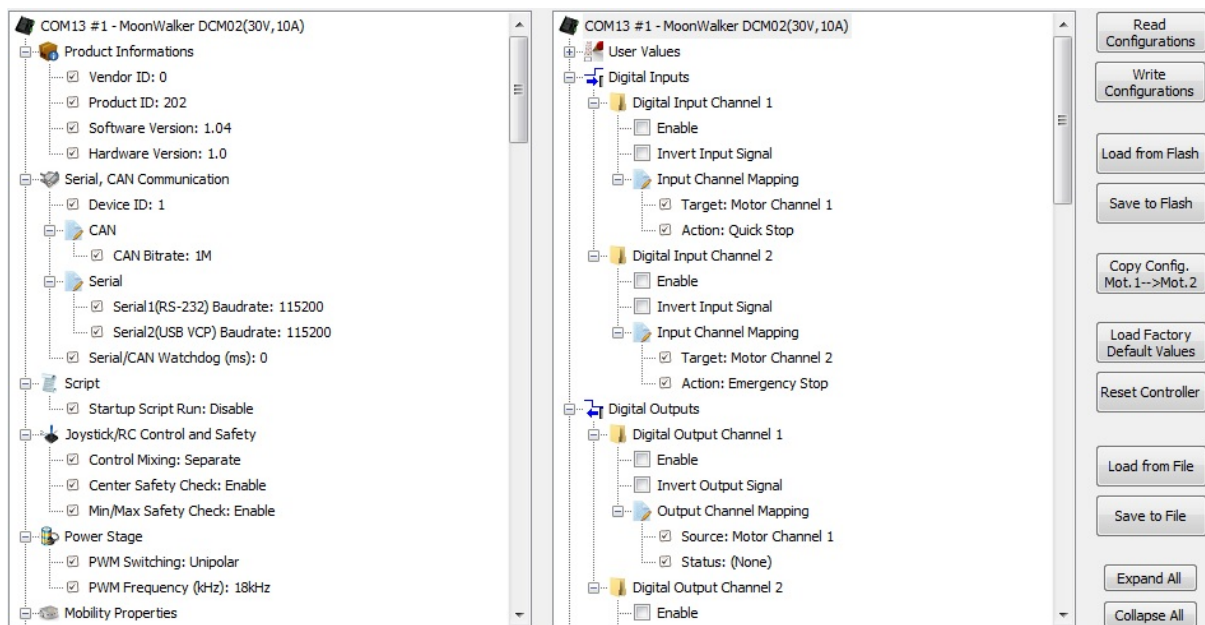 COM13 #1 - MoonWalker DCM02(30V,10A)
Product Informations
Vendor ID: 0
Product ID: 202
Software Version: 1.04
Hardware Version: 1.0
Serial, CAN Communication
Device ID: 1
CAN
CAN Bitrate: 1M
Serial
Serial1(RS-232) Baudrate: 115200
Serial2(USB VCP) Baudrate: 115200
Serial/CAN Watchdog (ms): 0
Script
Startup Script Run: Disable
Joystick/RC Control and Safety
Control Mixing: Separate
Center Safety Check: Enable
Min/Max Safety Check: Enable
Power Stage
PWM Switching: Unipolar
PWM Frequency (kHz): 18kHz
Mobility Properties
COM13 #1 - MoonWalker DCM02(30V,10A)
User Values
Digital Inputs
Digital Input Channel 1
Enable
Invert Input Signal
Input Channel Mapping
Target: Motor Channel 1
Action: Quick Stop
Digital Input Channel 2
Enable
Invert Input Signal
Input Channel Mapping
Target: Motor Channel 2
Action: Emergency Stop
Digital Outputs
Digital Output Channel 1
Enable
Invert Output Signal
Output Channel Mapping
Source: Motor Channel 1
Status: (None)
Digital Output Channel 2
Enable
Read
Configurations
Write
Configurations
Load from Flash
Save to Flash
Copy Config.
Mot.1-->Mot.2
Load Factory
Default Values
Reset Controller
Load from File
Save to File
Expand All
Collapse All